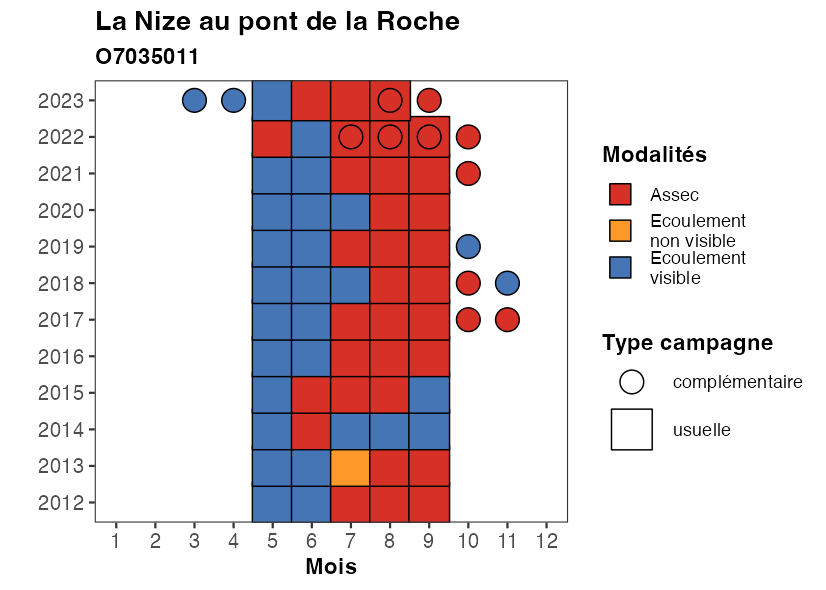 La Nize au pont de la Roche
O7035011
2023
2022
2021
2020
2019
2018
2017
2016
2015
2014
2013
2012
1 2 3 4 5 6 7 8 9 10 11 12
Mois
Modalités
Assec
Ecoulement
non visible
Ecoulement
visible
Type campagne
complémentaire
usuelle